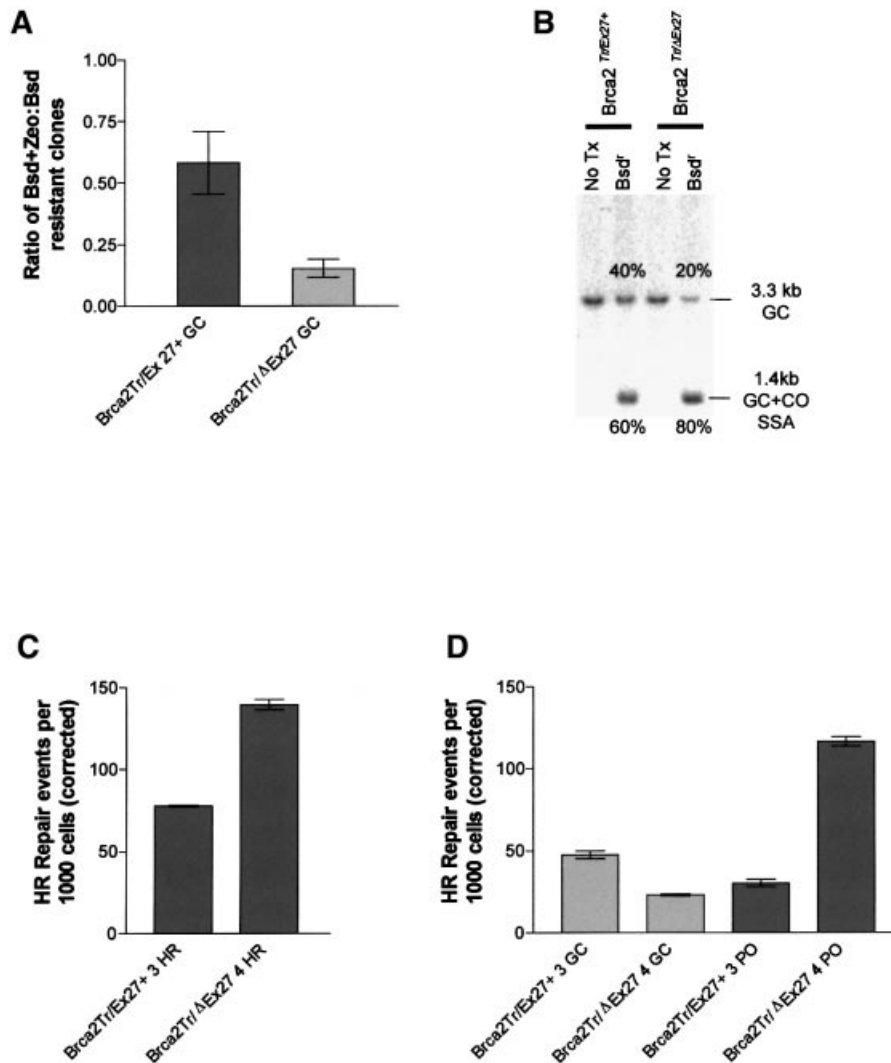 A
Ratio of Bsd+Zeo:Bsd
resistant clones
1.00
0.75
0.50
0.25
0.00
Brca2Tr/Ex 27+ GC
Brca2Tr/ΔEx27 GC
B
Brca2 Tr/Ex27+
Brca2 Tr/ΔEx27
No Tx
Bsdʳ
No Tx
Bsdʳ
40%
20%
3.3 kb
GC
1.4kb
GC+CO
SSA
60%
80%
C
HR Repair events per
1000 cells (corrected)
150
100
50
0
Brca2Tr/Ex27+ 3 HR
Brca2Tr/ΔEx27 4 HR
D
HR Repair events per
1000 cells (corrected)
150
100
50
0
Brca2Tr/Ex27+ 3 GC
Brca2Tr/ΔEx27 4 GC
Brca2Tr/Ex27+ 3 PO
Brca2Tr/ΔEx27 4 PO